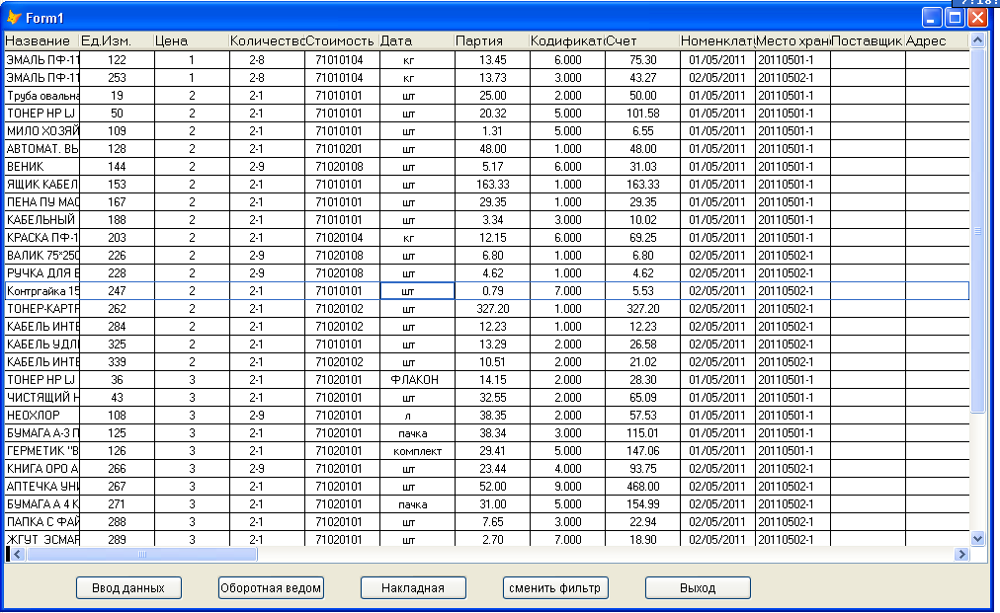 7:18:
Form1
Название Ед.Изм. Цена Количество Стоимость Дата Партия Кодификат Счет Номенклат Место хран Поставщик Адрес
ЭМАЛЬ ПФ-11 122 1 2-8 71010104 кг 13.45 6.000 75.30 01/05/2011 20110501-1
ЭМАЛЬ ПФ-11 253 1 2-8 71010104 кг 13.73 3.000 43.27 02/05/2011 20110502-1
Труба овальна 19 2 2-1 71010101 шт 25.00 2.000 50.00 01/05/2011 20110501-1
ТОНЕР HP LJ 50 2 2-1 71020101 шт 20.32 5.000 101.58 01/05/2011 20110501-1
МИЛО ХОЗЯЙ 109 2 2-1 71020101 шт 1.31 5.000 6.55 01/05/2011 20110501-1
АВТОМАТ. ВЫ 128 2 2-1 71010201 шт 48.00 1.000 48.00 01/05/2011 20110501-1
ВЕНИК 144 2 2-9 71020108 шт 5.17 6.000 31.03 01/05/2011 20110501-1
ЯЩИК КАБЕЛ 153 2 2-1 71010101 шт 163.33 1.000 163.33 01/05/2011 20110501-1
ПЕНА ПУ МАС 167 2 2-1 71010101 шт 29.35 1.000 29.35 01/05/2011 20110501-1
КАБЕЛЬНЫЙ 188 2 2-1 71010101 шт 3.34 3.000 10.02 01/05/2011 20110501-1
КРАСКА ПФ-1 203 2 2-1 71020104 кг 12.15 6.000 69.25 01/05/2011 20110501-1
ВАЛИК 75*250 226 2 2-9 71020108 шт 6.80 1.000 6.80 02/05/2011 20110502-1
РУЧКА ДЛЯ В 228 2 2-9 71020108 шт 4.62 1.000 4.62 02/05/2011 20110502-1
Контргайка 15 247 2 2-1 71010101 шт 0.79 7.000 5.53 02/05/2011 20110502-1
ТОНЕР-КАРТР 262 2 2-1 71020102 шт 327.20 1.000 327.20 02/05/2011 20110502-1
КАБЕЛЬ ИНТЕ 284 2 2-1 71020102 шт 12.23 1.000 12.23 02/05/2011 20110502-1
КАБЕЛЬ УДЛИ 325 2 2-1 71010101 шт 13.29 2.000 26.58 02/05/2011 20110502-1
КАБЕЛЬ ИНТЕ 339 2 2-1 71020102 шт 10.51 2.000 21.02 02/05/2011 20110502-1
ТОНЕР HP LJ 36 3 2-1 71020101 ФЛАКОН 14.15 2.000 28.30 01/05/2011 20110501-1
ЧИСТЯЩИЙ Н 43 3 2-1 71020101 шт 32.55 2.000 65.09 01/05/2011 20110501-1
НЕОХЛОР 108 3 2-9 71020101 л 38.35 2.000 57.53 01/05/2011 20110501-1
БУМАГА А-3 П 125 3 2-1 71020101 пачка 38.34 3.000 115.01 01/05/2011 20110501-1
ГЕРМЕТИК "В 126 3 2-1 71020101 комплект 29.41 5.000 147.06 01/05/2011 20110501-1
КНИГА ОРО А 266 3 2-9 71020101 шт 23.44 4.000 93.75 02/05/2011 20110502-1
АПТЕЧКА УНИ 267 3 2-1 71020101 шт 52.00 9.000 468.00 02/05/2011 20110502-1
БУМАГА А 4 К 271 3 2-1 71020101 пачка 31.00 5.000 154.99 02/05/2011 20110502-1
ПАПКА С ФАЙ 288 3 2-1 71020101 шт 7.65 3.000 22.94 02/05/2011 20110502-1
ЖГУТ ЭСМАР 289 3 2-1 71020101 шт 2.70 7.000 18.90 02/05/2011 20110502-1
Ввод данных Оборотная ведом Накладная сменить фильтр Выход